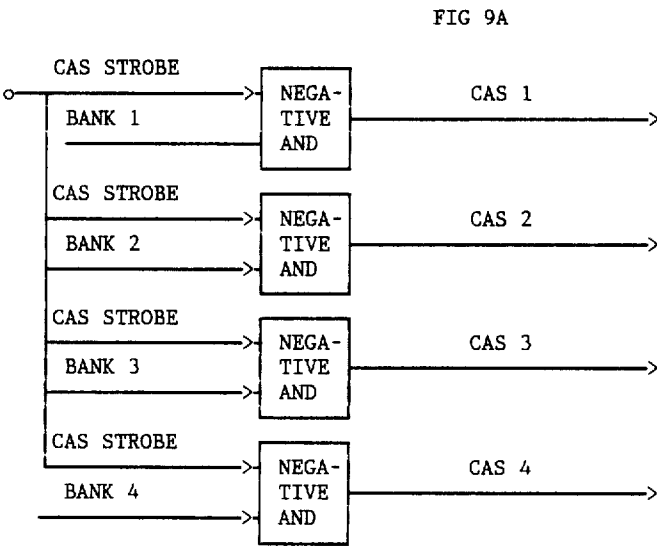 FIG 9A
CAS STROBE
BANK 1
NEGA-
TIVE
AND
CAS 1
CAS STROBE
BANK 2
NEGA-
TIVE
AND
CAS 2
CAS STROBE
BANK 3
NEGA-
TIVE
AND
CAS 3
CAS STROBE
BANK 4
NEGA-
TIVE
AND
CAS 4